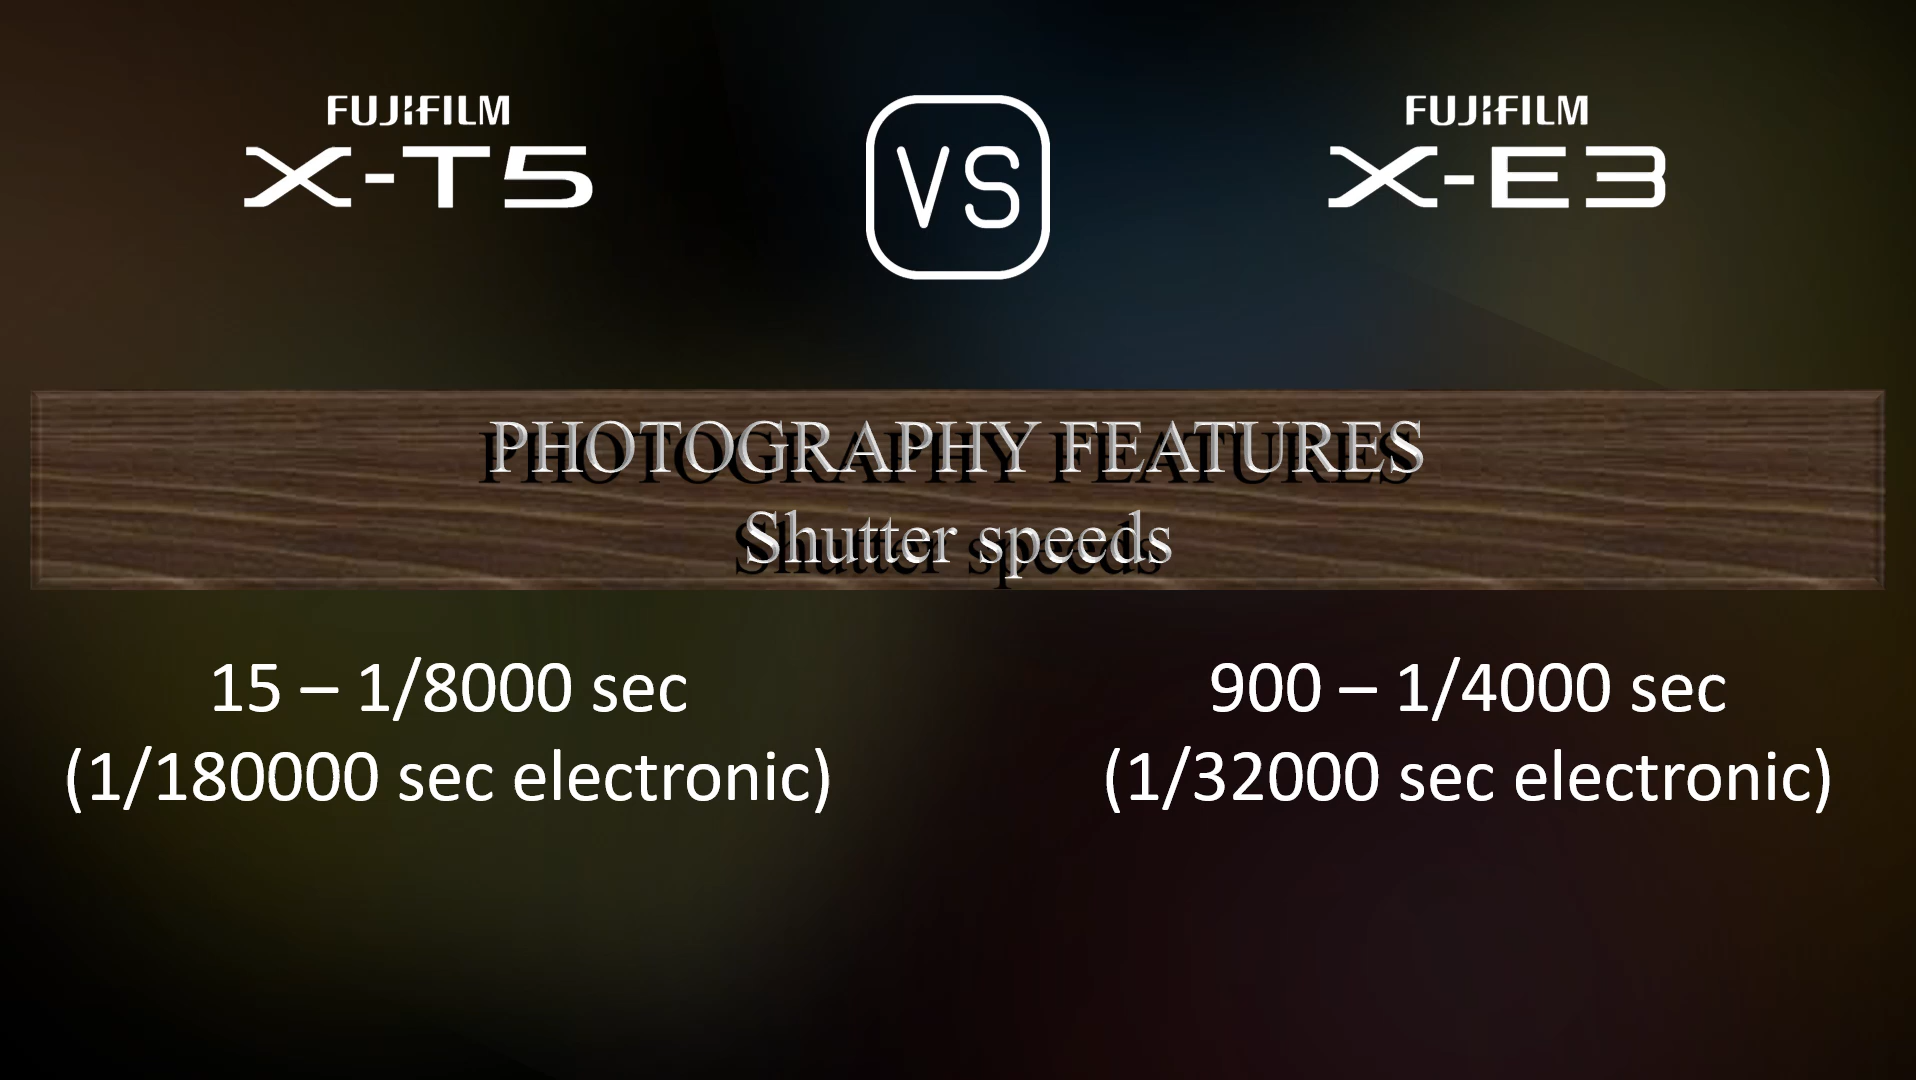 FUJIFILM
X-T5
VS
FUJIFILM
X-E3
PHOTOGRAPHY FEATURES
Shutter speeds
15 – 1/8000 sec
(1/180000 sec electronic)
900 – 1/4000 sec
(1/32000 sec electronic)